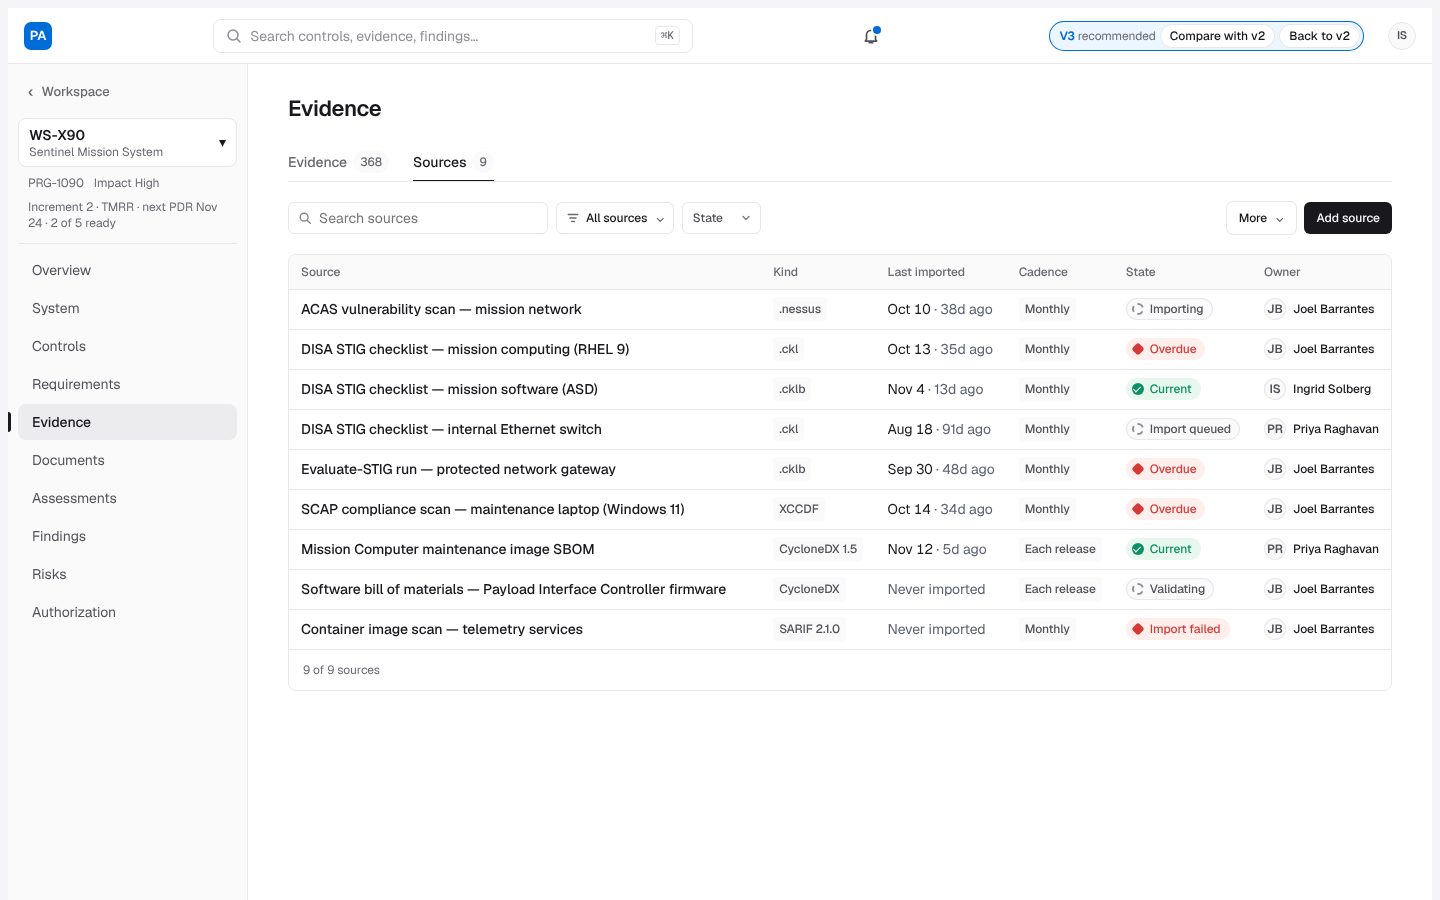 PA
Search controls, evidence, findings...
⌘K
V3 recommended Compare with v2 Back to v2
IS
‹ Workspace
WS-X90
Sentinel Mission System
PRG-1090 Impact High
Increment 2 · TMRR · next PDR Nov
24 · 2 of 5 ready
Overview
System
Controls
Requirements
Evidence
Documents
Assessments
Findings
Risks
Authorization
Evidence
Evidence 368 Sources 9
Search sources All sources State More Add source
Source Kind Last imported Cadence State Owner
ACAS vulnerability scan — mission network .nessus Oct 10 · 38d ago Monthly Importing JB Joel Barrantes
DISA STIG checklist — mission computing (RHEL 9) .ckl Oct 13 · 35d ago Monthly Overdue JB Joel Barrantes
DISA STIG checklist — mission software (ASD) .cklb Nov 4 · 13d ago Monthly Current IS Ingrid Solberg
DISA STIG checklist — internal Ethernet switch .ckl Aug 18 · 91d ago Monthly Import queued PR Priya Raghavan
Evaluate-STIG run — protected network gateway .cklb Sep 30 · 48d ago Monthly Overdue JB Joel Barrantes
SCAP compliance scan — maintenance laptop (Windows 11) XCCDF Oct 14 · 34d ago Monthly Overdue JB Joel Barrantes
Mission Computer maintenance image SBOM CycloneDX 1.5 Nov 12 · 5d ago Each release Current PR Priya Raghavan
Software bill of materials — Payload Interface Controller firmware CycloneDX Never imported Each release Validating JB Joel Barrantes
Container image scan — telemetry services SARIF 2.1.0 Never imported Monthly Import failed JB Joel Barrantes
9 of 9 sources